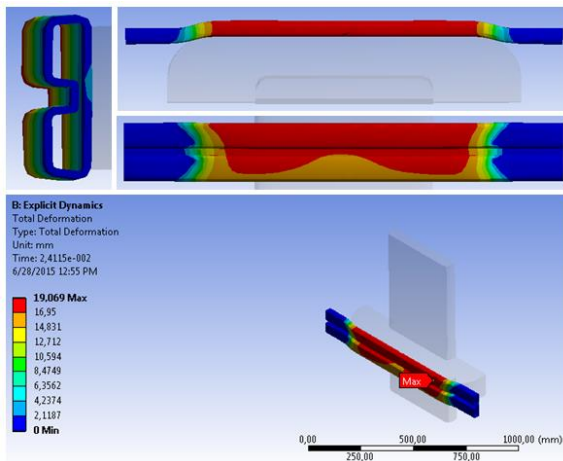 B: Explicit Dynamics
Total Deformation
Type: Total Deformation
Unit: mm
Time: 2,4115e-002
6/28/2015 12:55 PM
19,069 Max
16,95
14,831
12,712
10,594
8,4749
6,3562
4,2374
2,1187
0 Min
Max
0,00
500,00
1000,00 (mm)
250,00
750,00